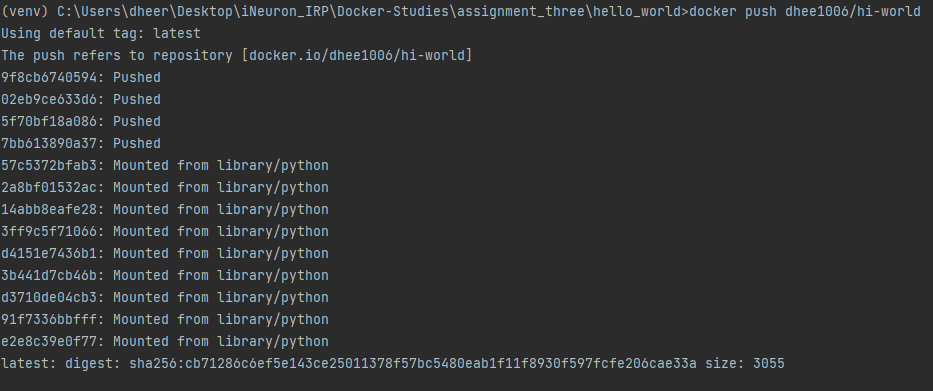 (venv) C:\Users\dheer\Desktop\iNeuron_IRP\Docker-Studies\assignment_three\hello_world>docker push dhee1006/hi-world
Using default tag: latest
The push refers to repository [docker.io/dhee1006/hi-world]
9f8cb6740594: Pushed
02eb9ce633d6: Pushed
5f70bf18a086: Pushed
7bb613890a37: Pushed
57c5372bfab3: Mounted from library/python
2a8bf01532ac: Mounted from library/python
14abb8eafe28: Mounted from library/python
3ff9c5f71066: Mounted from library/python
d4151e7436b1: Mounted from library/python
3b441d7cb46b: Mounted from library/python
d3710de04cb3: Mounted from library/python
91f7336bbfff: Mounted from library/python
e2e8c39e0f77: Mounted from library/python
latest: digest: sha256:cb71286c6ef5e143ce25011378f57bc5480eab1f11f8930f597fcfe206cae33a size: 3055